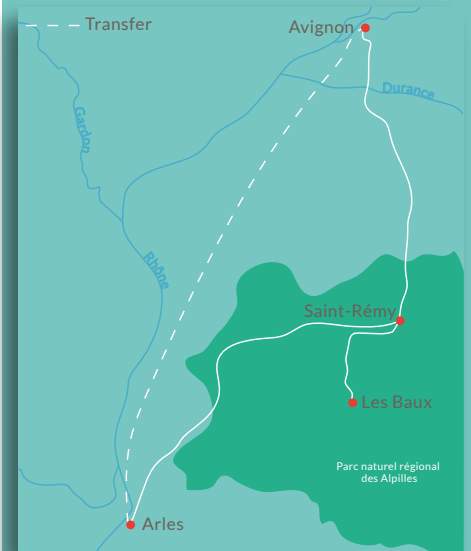 Transfer
Avignon
Durance
Gardon
Rhône
Saint-Rémy
Les Baux
Parc naturel régional
des Alpilles
Arles